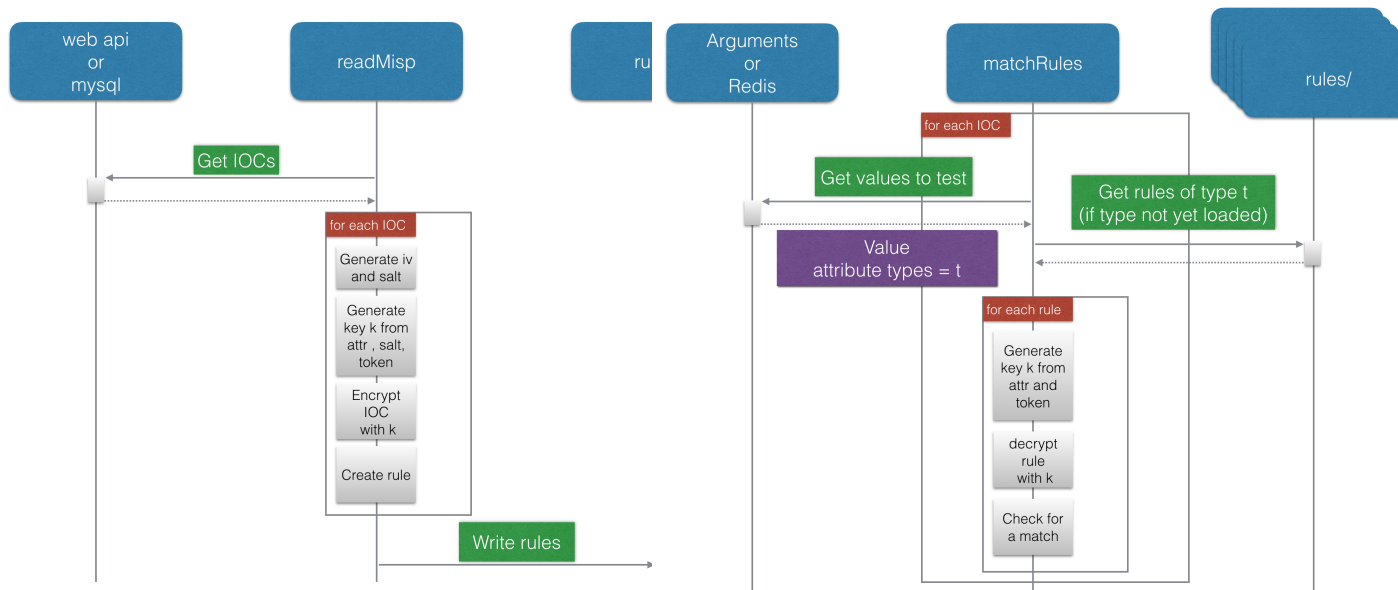 web api
or
mysql
readMisp
ru
Get IOCs
for each IOC
Generate iv
and salt
Generate
key k from
attr , salt,
token
Encrypt
IOC
with k
Create rule
Write rules
Arguments
or
Redis
matchRules
rules/
for each IOC
Get values to test
Get rules of type t
(if type not yet loaded)
Value
attribute types = t
for each rule
Generate
key k from
attr and
token
decrypt
rule
with k
Check for
a match